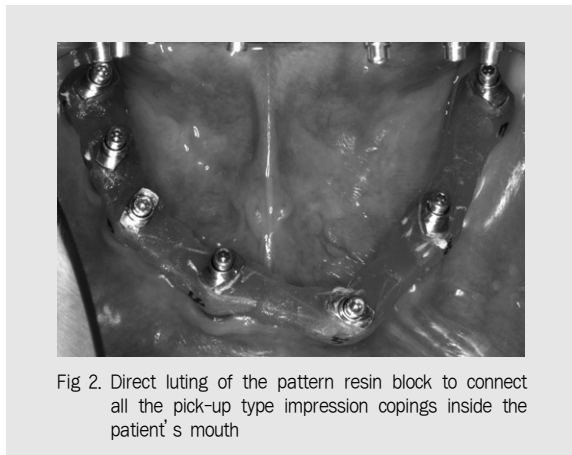 Fig 2. Direct luting of the pattern resin block to connect
all the pick-up type impression copings inside the
patient's mouth